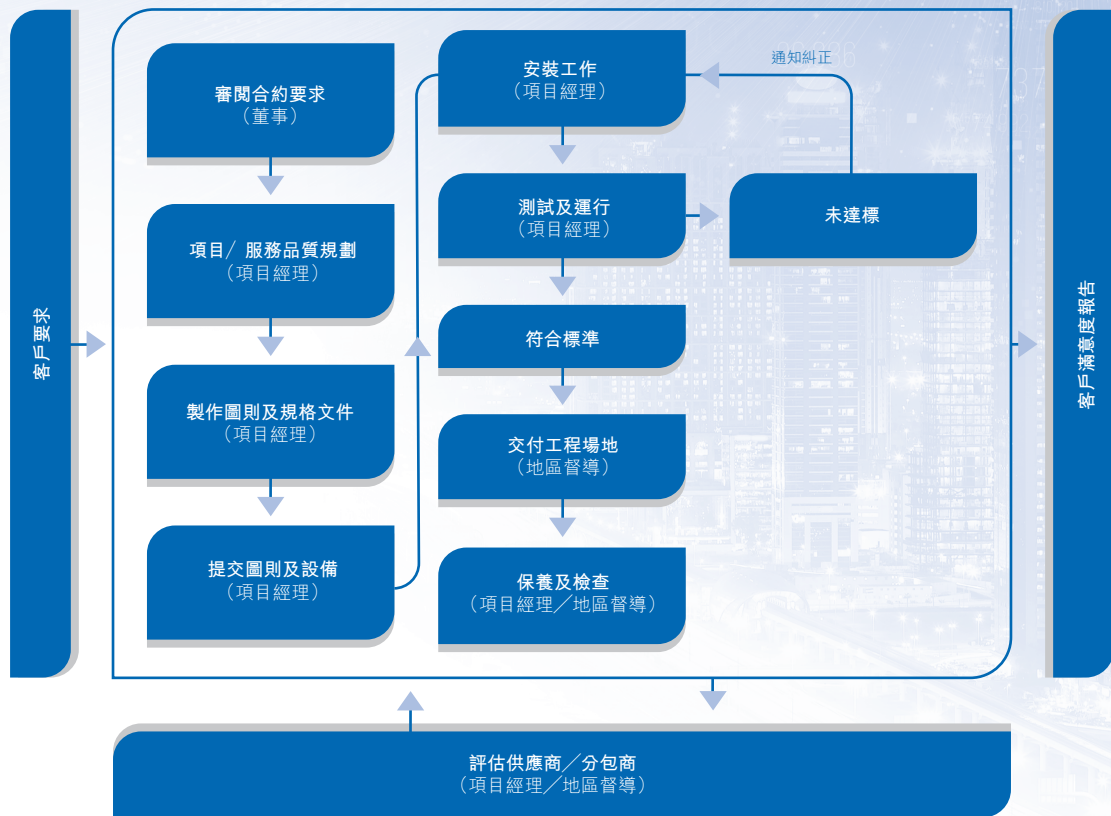 客戶要求
審閱合約要求
（董事）
項目╱ 服務品質規劃
（項目經理）
製作圖則及規格文件
（項目經理）
提交圖則及設備
（項目經理）
安裝工作
（項目經理）
通知糾正
測試及運行
（項目經理）
未達標
符合標準
交付工程場地
（地區督導）
保養及檢查
（項目經理╱地區督導）
客戶滿意度報告
評估供應商╱分包商
（項目經理╱地區督導）